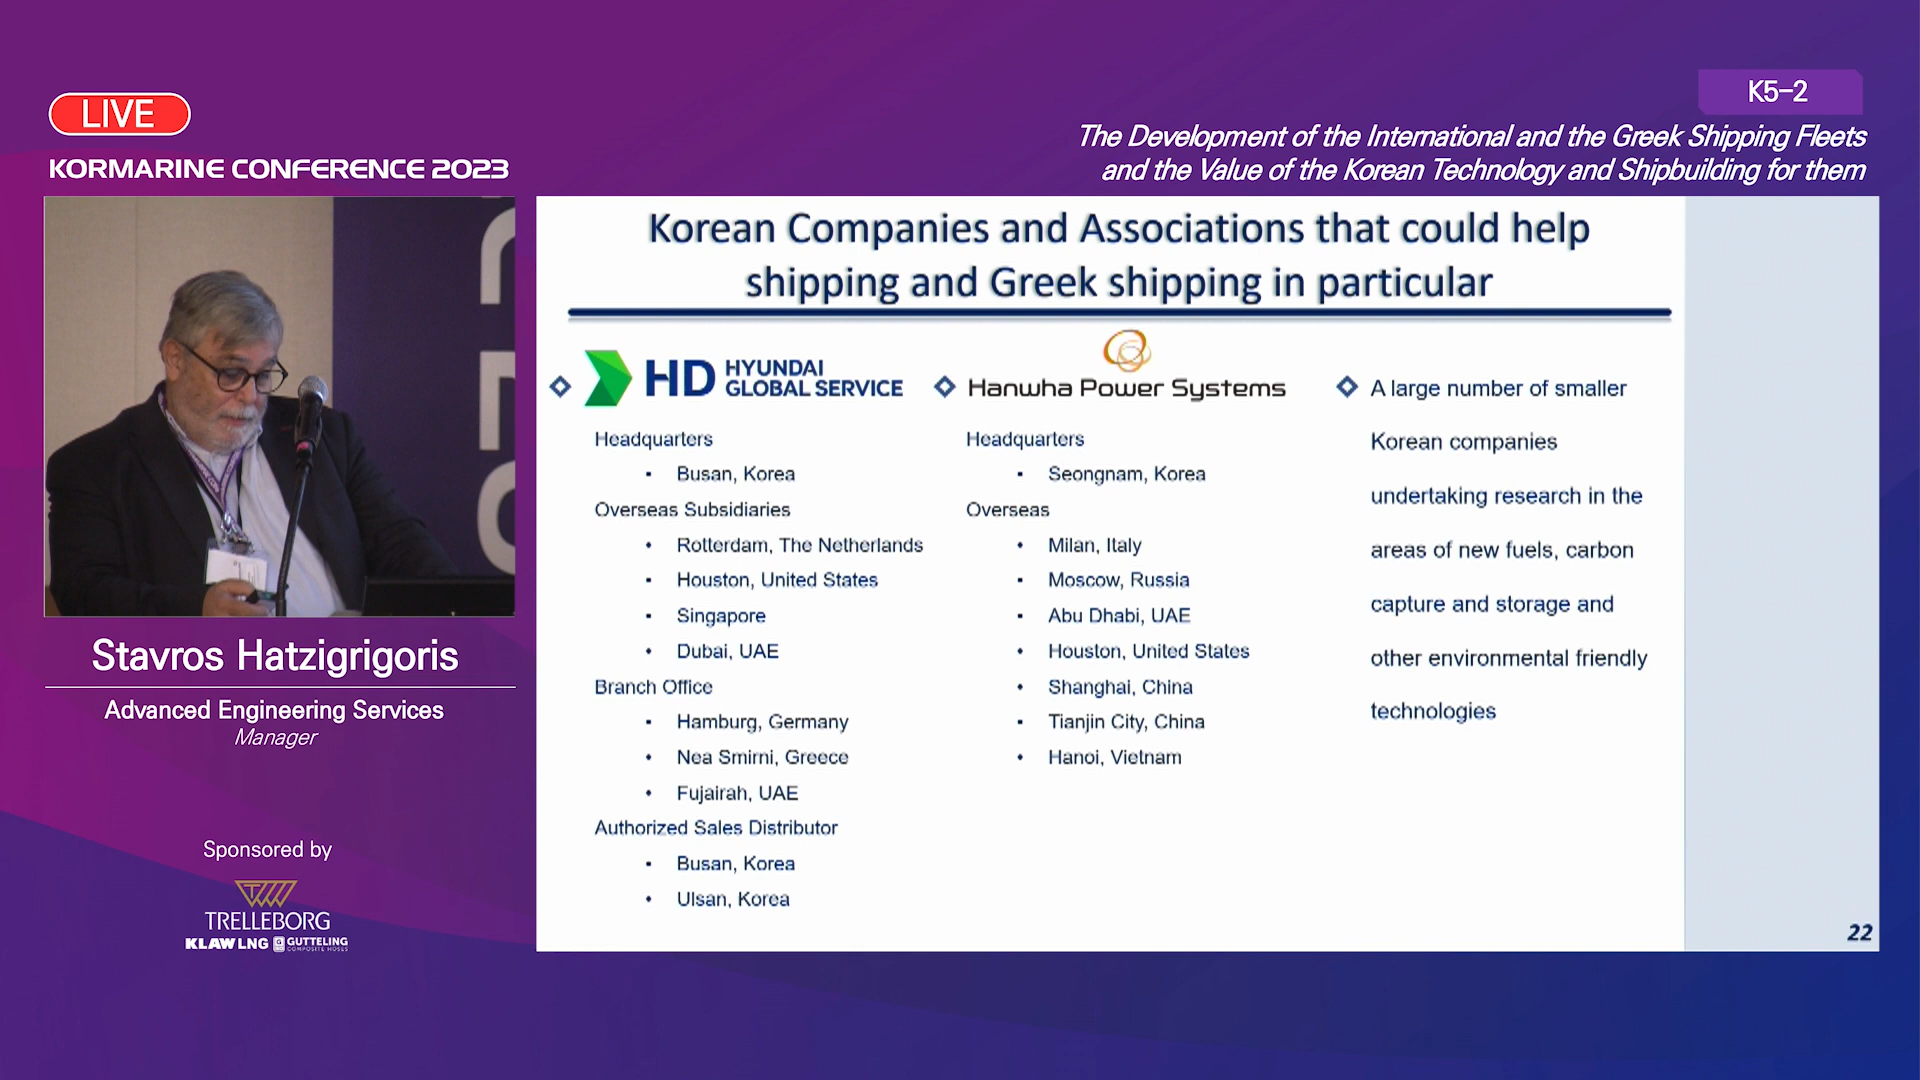 LIVE
KORMARINE CONFERENCE 2023
K5-2
The Development of the International and the Greek Shipping Fleets
and the Value of the Korean Technology and Shipbuilding for them
Stavros Hatzigrigoris
Advanced Engineering Services
Manager
Sponsored by
TRELLEBORG
KLAW LNG GUTTELING
COMPOSITE HOSES
Korean Companies and Associations that could help
shipping and Greek shipping in particular
HD HYUNDAI
GLOBAL SERVICE
Headquarters
• Busan, Korea
Overseas Subsidiaries
• Rotterdam, The Netherlands
• Houston, United States
• Singapore
• Dubai, UAE
Branch Office
• Hamburg, Germany
• Nea Smirni, Greece
• Fujairah, UAE
Authorized Sales Distributor
• Busan, Korea
• Ulsan, Korea
Hanwha Power Systems
Headquarters
• Seongnam, Korea
Overseas
• Milan, Italy
• Moscow, Russia
• Abu Dhabi, UAE
• Houston, United States
• Shanghai, China
• Tianjin City, China
• Hanoi, Vietnam
A large number of smaller
Korean companies
undertaking research in the
areas of new fuels, carbon
capture and storage and
other environmental friendly
technologies
22